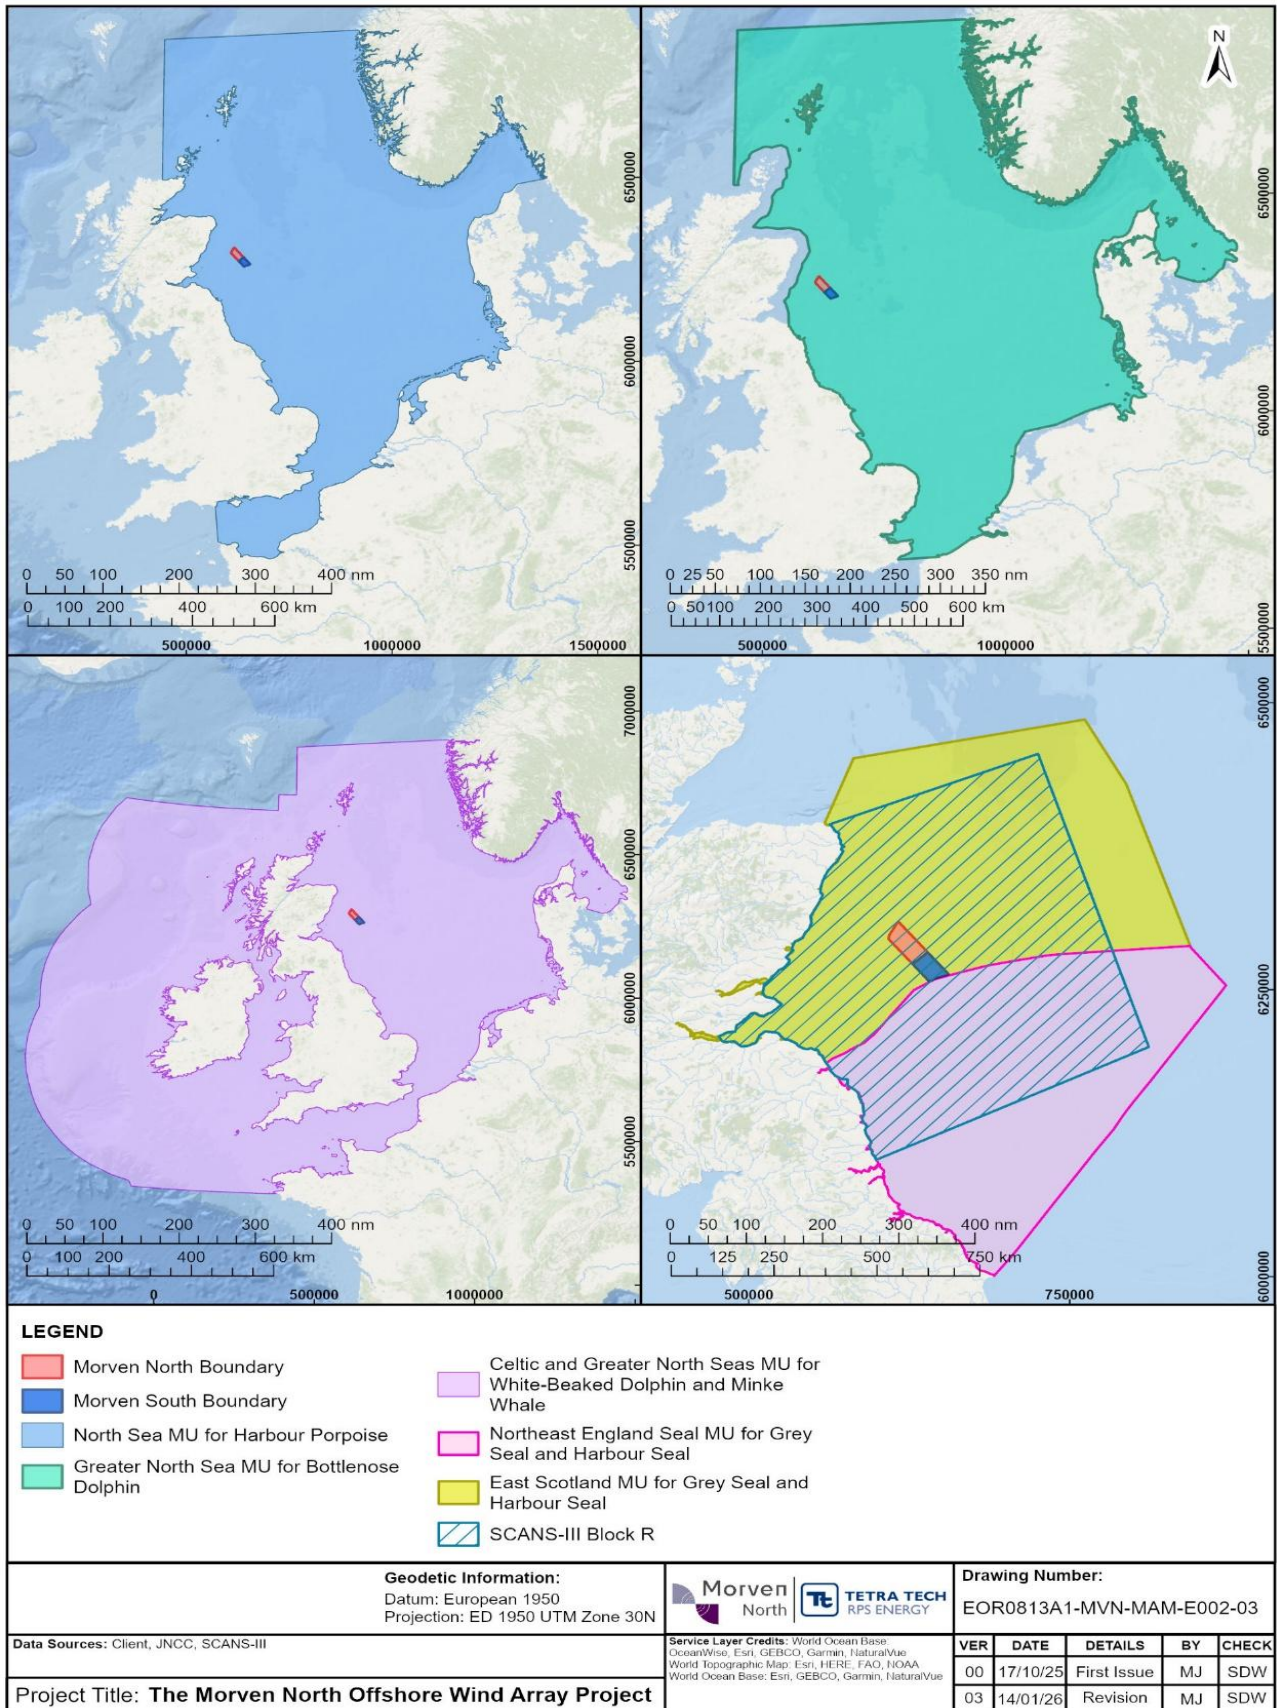 N
6500000
6000000
5500000
0 50 100 200 300 400 nm
0 100 200 400 600 km
500000 1000000 1500000
6500000
6000000
5500000
0 25 50 100 150 200 250 300 350 nm
0 50 100 200 300 400 500 600 km
500000 1000000
7000000
6500000
6000000
5500000
0 50 100 200 300 400 nm
0 100 200 400 600 km
0 500000 1000000
6500000
6250000
6000000
0 50 100 200 300 400 nm
0 125 250 500 750 km
500000 750000
LEGEND
Morven North Boundary
Morven South Boundary
North Sea MU for Harbour Porpoise
Greater North Sea MU for Bottlenose
Dolphin
Celtic and Greater North Seas MU for
White-Beaked Dolphin and Minke
Whale
Northeast England Seal MU for Grey
Seal and Harbour Seal
East Scotland MU for Grey Seal and
Harbour Seal
SCANS-III Block R
Geodetic Information:
Datum: European 1950
Projection: ED 1950 UTM Zone 30N
Morven
North
Tt
TETRA TECH
RPS ENERGY
Drawing Number:
EOR0813A1-MVN-MAM-E002-03
Data Sources: Client, JNCC, SCANS-III
Service Layer Credits: World Ocean Base:
OceanWise, Esri, GEBCO, Garmin, NaturalVue
World Topographic Map: Esri, HERE, FAO, NOAA
World Ocean Base: Esri, GEBCO, Garmin, NaturalVue
VER DATE DETAILS BY CHECK
00 17/10/25 First Issue MJ SDW
03 14/01/26 Revision MJ SDW
Project Title: The Morven North Offshore Wind Array Project